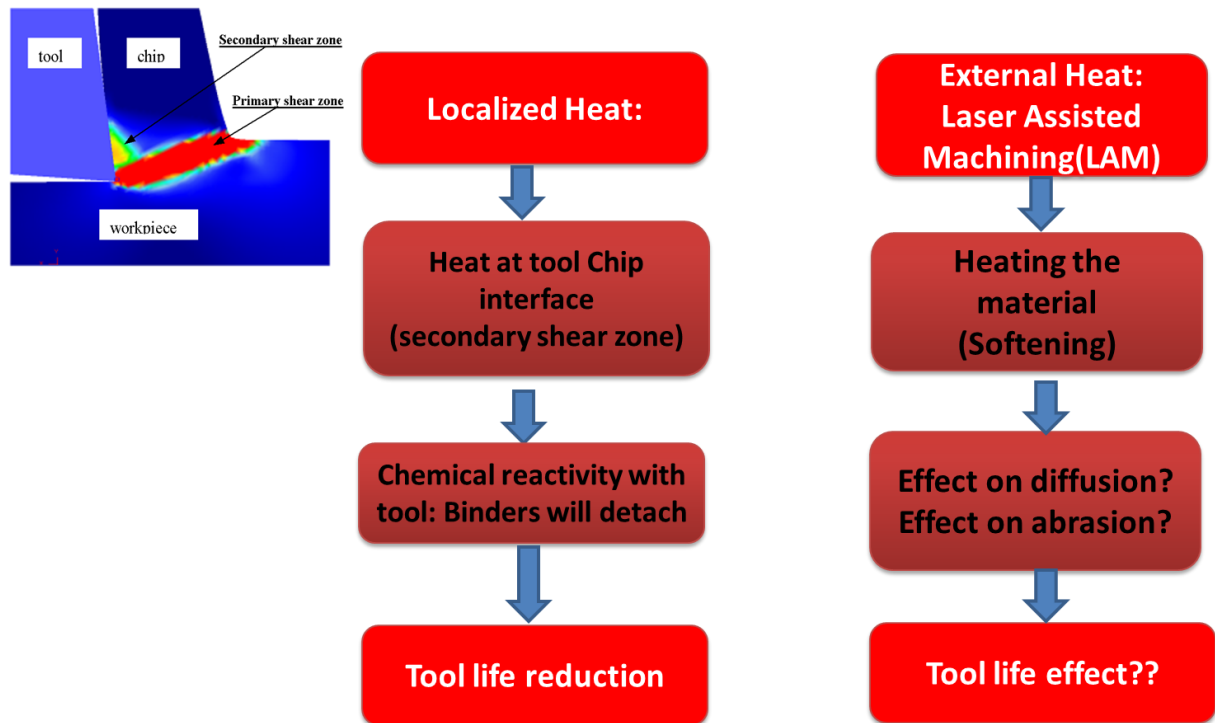 Secondary shear zone
tool
chip
Primary shear zone
workpiece
Localized Heat:
Heat at tool Chip
interface
(secondary shear zone)
Chemical reactivity with
tool: Binders will detach
Tool life reduction
External Heat:
Laser Assisted
Machining(LAM)
Heating the
material
(Softening)
Effect on diffusion?
Effect on abrasion?
Tool life effect??